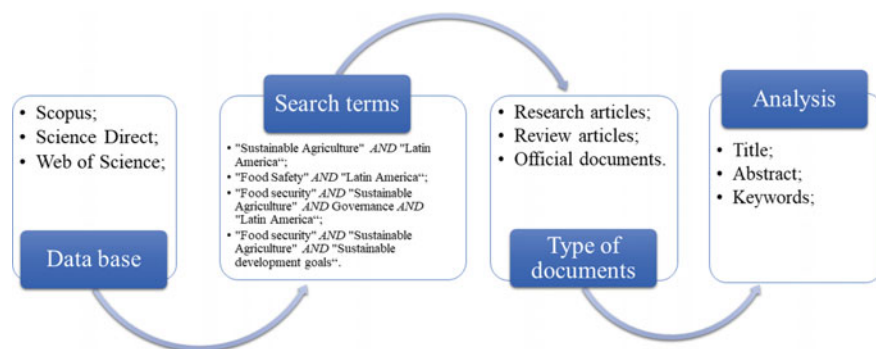 • Scopus;
• Science Direct;
• Web of Science;
Data base
Search terms
• "Sustainable Agriculture" AND "Latin
America“;
• "Food Safety" AND "Latin America“;
• "Food security" AND "Sustainable
Agriculture" AND Governance AND
"Latin America“;
• "Food security" AND "Sustainable
Agriculture" AND "Sustainable
development goals“.
• Research articles;
• Review articles;
• Official documents.
Type of
documents
Analysis
• Title;
• Abstract;
• Keywords;